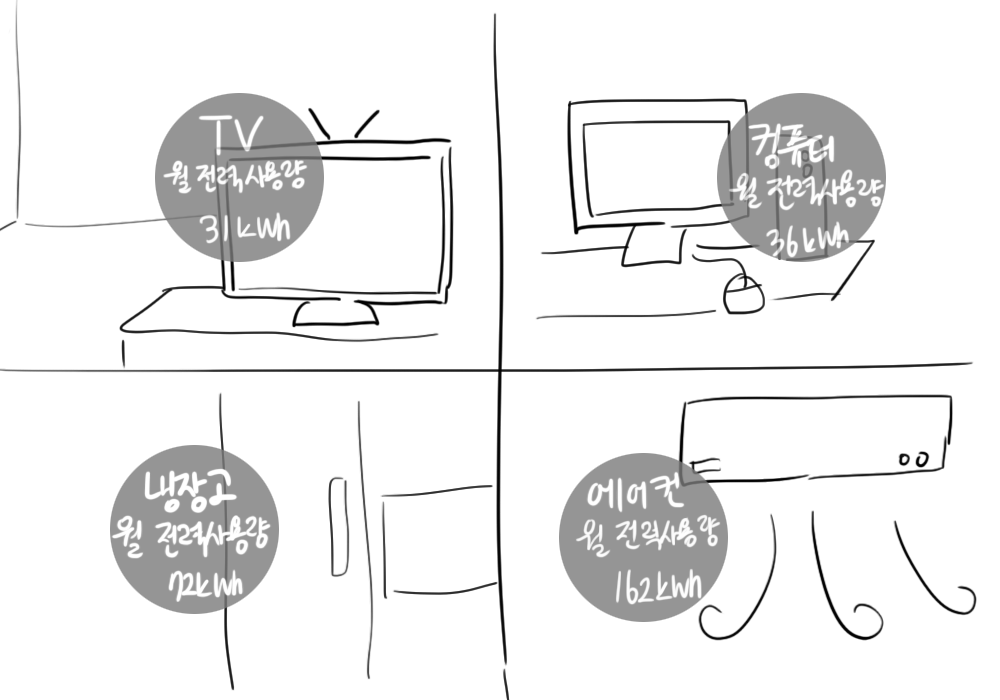 TV
월 전력사용량
31kWh
컴퓨터
월 전력사용량
36kWh
냉장고
월 전력사용량
72kWh
에어컨
월 전력사용량
162kWh